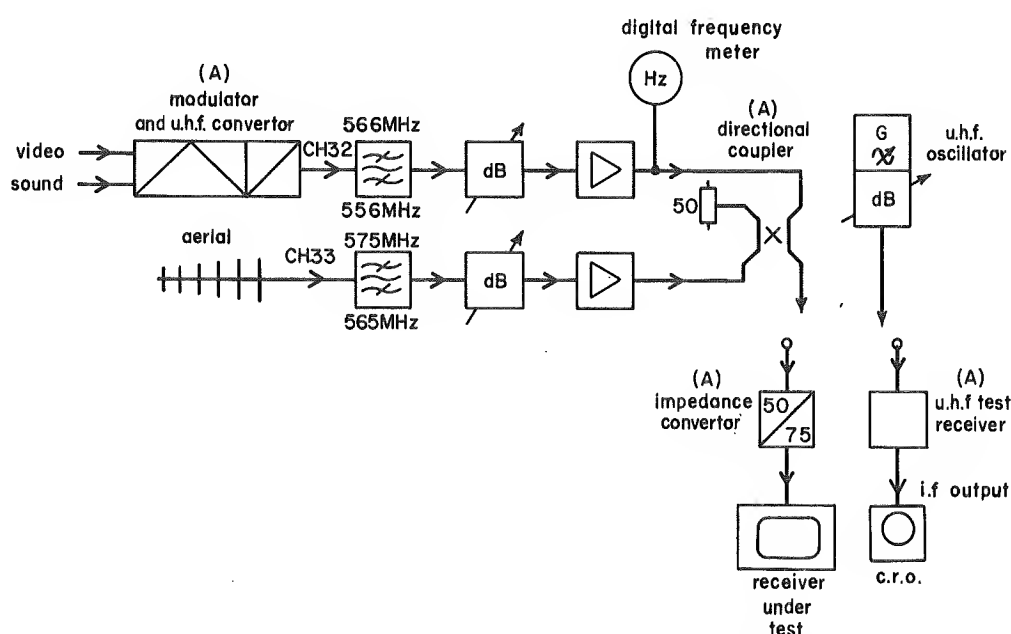 digital frequency
meter
Hz
(A)
modulator
and u.h.f. convertor
video
sound
CH32
566MHz
556MHz
dB
(A)
directional
coupler
50
G
dB
u.h.f.
oscillator
aerial
CH33
575MHz
565MHz
dB
(A)
impedance
convertor
50
75
(A)
u.h.f test
receiver
i.f output
receiver
under
test
c.r.o.